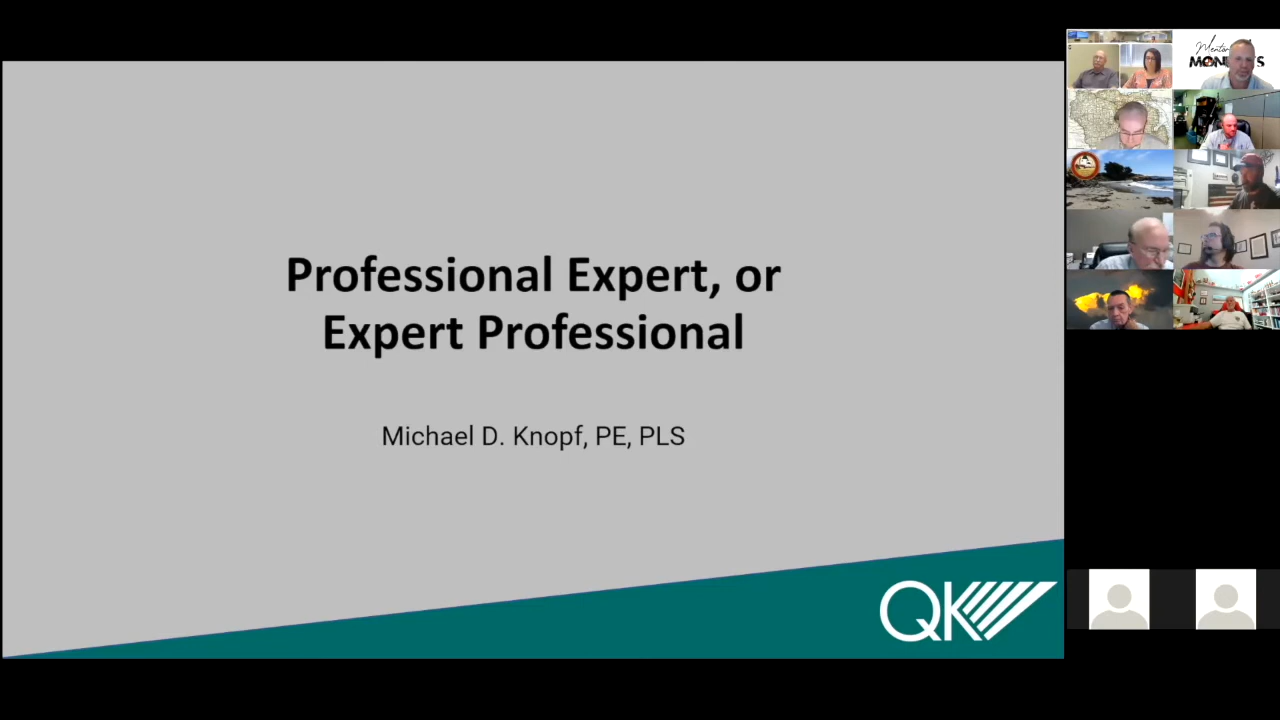 Professional Expert, or
Expert Professional
Michael D. Knopf, PE, PLS
QK